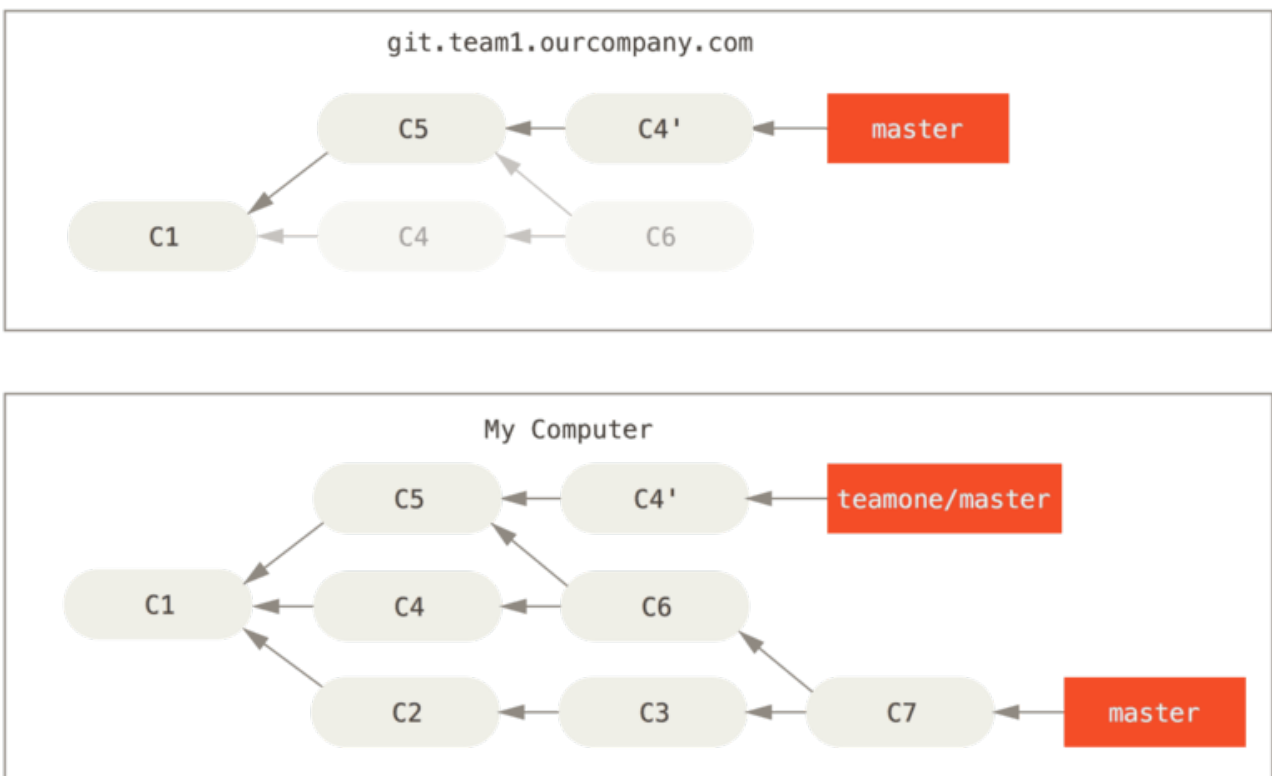 git.team1.ourcompany.com
C5 C4' master
C1 C4 C6
My Computer
C5 C4' teamone/master
C1 C4 C6
C2 C3 C7 master